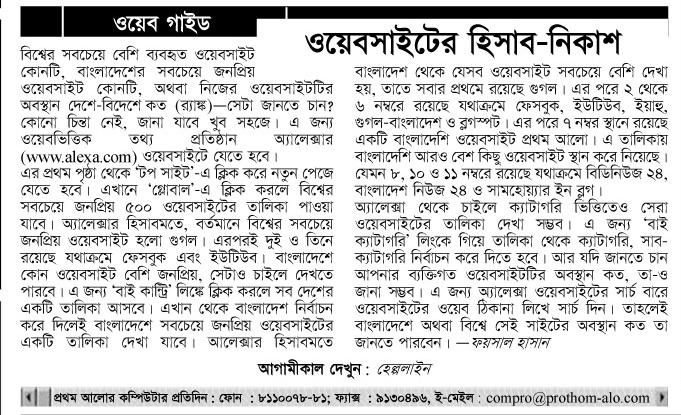 ওয়েব গাইড
ওয়েবসাইটের হিসাব-নিকাশ
বিশ্বের সবচেয়ে বেশি ব্যবহৃত ওয়েবসাইট
কোনটি, বাংলাদেশের সবচেয়ে জনপ্রিয়
ওয়েবসাইট কোনটি, অথবা নিজের ওয়েবসাইটটির
অবস্থান দেশে-বিদেশে কত (র‍্যাঙ্ক)—সেটা জানতে চান?
কোনো চিন্তা নেই, জানা যাবে খুব সহজে। এ জন্য
ওয়েবভিত্তিক তথ্য প্রতিষ্ঠান অ্যালেক্সার
(www.alexa.com) ওয়েবসাইটে যেতে হবে।
এর প্রথম পৃষ্ঠা থেকে ‘টপ সাইট’-এ ক্লিক করে নতুন পেজে
যেতে হবে। এখানে ‘গ্লোবাল’-এ ক্লিক করলে বিশ্বের
সবচেয়ে জনপ্রিয় ৫০০ ওয়েবসাইটের তালিকা পাওয়া
যাবে। অ্যালেক্সার হিসাবমতে, বর্তমানে বিশ্বের সবচেয়ে
জনপ্রিয় ওয়েবসাইট হলো গুগল। এরপরই দুই ও তিনে
রয়েছে যথাক্রমে ফেসবুক এবং ইউটিউব। বাংলাদেশে
কোন ওয়েবসাইট বেশি জনপ্রিয়, সেটাও চাইলে দেখতে
পারবে। এ জন্য ‘বাই কান্ট্রি’ লিঙ্কে ক্লিক করলে সব দেশের
একটি তালিকা আসবে। এখান থেকে বাংলাদেশ নির্বাচন
করে দিলেই বাংলাদেশে সবচেয়ে জনপ্রিয় ওয়েবসাইটের
একটি তালিকা দেখা যাবে। আলেক্সার হিসাবমতে
বাংলাদেশ থেকে যেসব ওয়েবসাইট সবচেয়ে বেশি দেখা
হয়, তাতে সবার প্রথমে রয়েছে গুগল। এর পরে ২ থেকে
৬ নম্বরে রয়েছে যথাক্রমে ফেসবুক, ইউটিউব, ইয়াহু,
গুগল-বাংলাদেশ ও ব্লগস্পট। এর পরে ৭ নম্বর স্থানে রয়েছে
একটি বাংলাদেশি ওয়েবসাইট প্রথম আলো। এ তালিকায়
বাংলাদেশি আরও বেশ কিছু ওয়েবসাইট স্থান করে নিয়েছে।
যেমন ৮, ১০ ও ১১ নম্বরে রয়েছে যথাক্রমে বিডিনিউজ ২৪,
বাংলাদেশ নিউজ ২৪ ও সামহোয়্যার ইন ব্লগ।
অ্যালেক্সা থেকে চাইলে ক্যাটাগরি ভিত্তিতেও সেরা
ওয়েবসাইটের তালিকা দেখা সম্ভব। এ জন্য ‘বাই
ক্যাটাগরি’ লিংকে গিয়ে তালিকা থেকে ক্যাটাগরি, সাব-
ক্যাটাগরি নির্বাচন করে দিতে হবে। আর যদি জানতে চান
আপনার ব্যক্তিগত ওয়েবসাইটটির অবস্থান কত, তা-ও
জানা সম্ভব। এ জন্য অ্যালেক্সা ওয়েবসাইটের সার্চ বারে
ওয়েবসাইটের ওয়েব ঠিকানা লিখে সার্চ দিন। তাহলেই
বাংলাদেশে অথবা বিশ্বে সেই সাইটের অবস্থান কত তা
জানতে পারবেন। —ফয়সাল হাসান
আগামীকাল দেখুন : হেল্পলাইন
প্রথম আলোর কম্পিউটার প্রতিদিন : ফোন : ৮১১০০৭৮-৮১; ফ্যাক্স : ৯১৩০৪৯৬, ই-মেইল : compro@prothom-alo.com